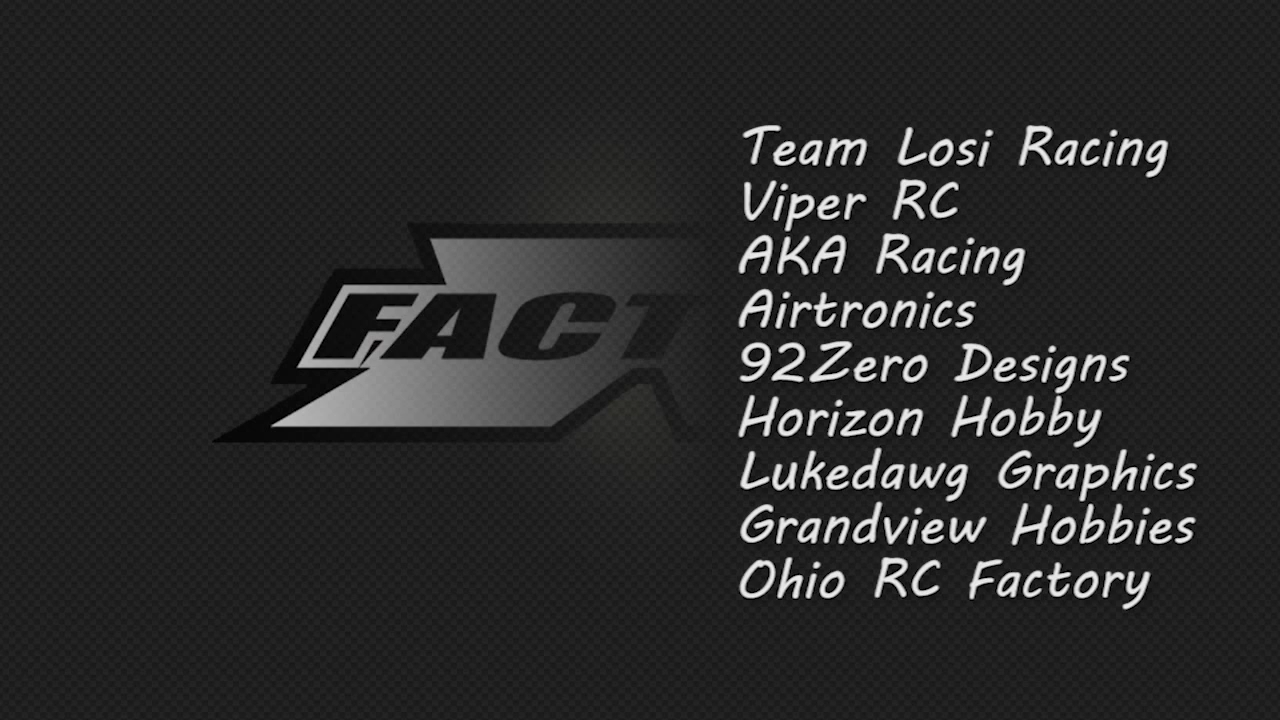 FACT
Team Losi Racing
Viper RC
AKA Racing
Airtronics
92Zero Designs
Horizon Hobby
Lukedawg Graphics
Grandview Hobbies
Ohio RC Factory